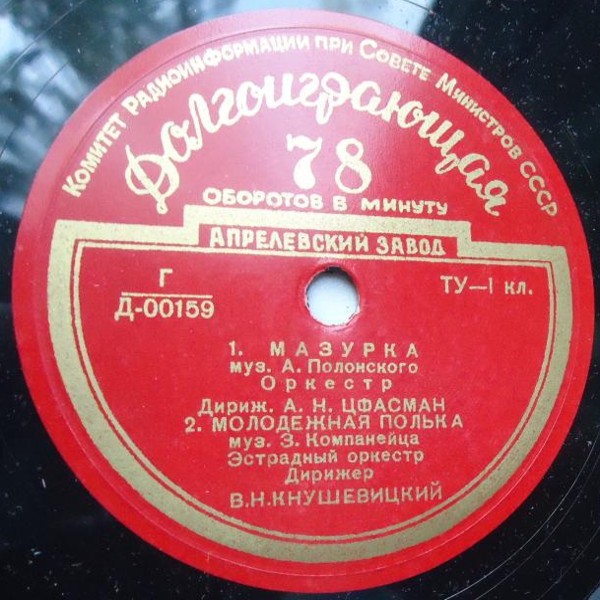 Комитет Радиоинформации при Совете Министров СССР
Долгоиграющая
78
ОБОРОТОВ В МИНУТУ
АПРЕЛЕВСКИЙ ЗАВОД
Г
Д-00159
ТУ—I кл.
1. МАЗУРКА
муз. А. Полонского
Оркестр
Дириж. А. Н. ЦФАСМАН
2. МОЛОДЕЖНАЯ ПОЛЬКА
муз. З. Компанейца
Эстрадный оркестр
Дирижер
В.Н.КНУШЕВИЦКИЙ